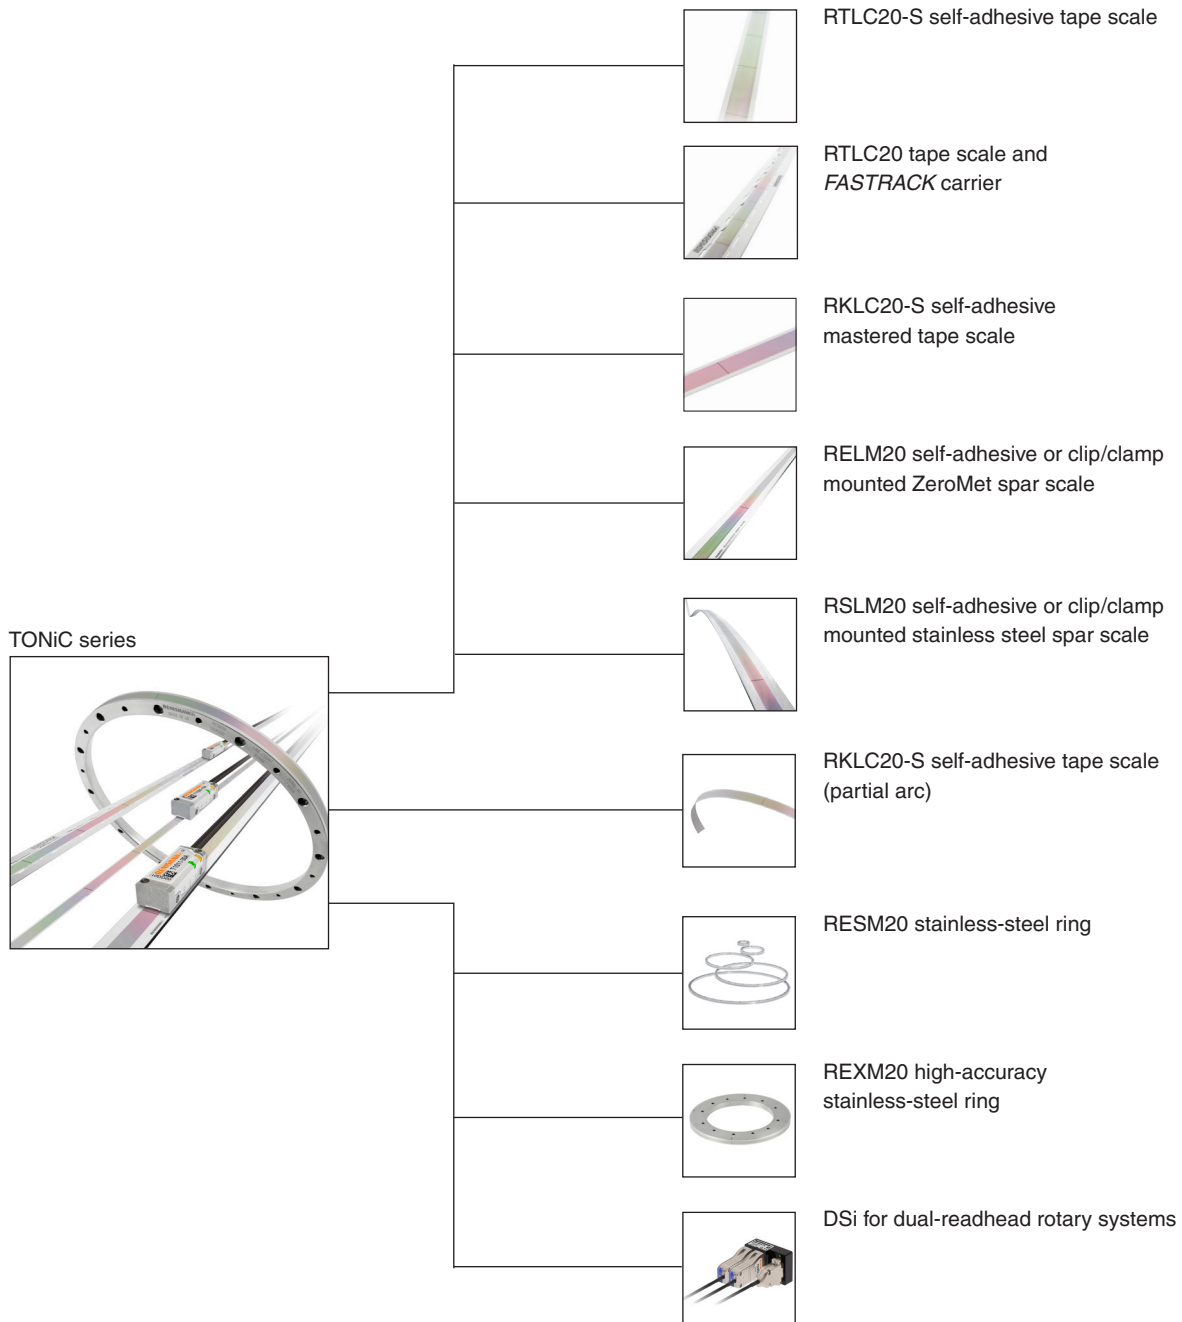 RTLC20-S self-adhesive tape scale
RTLC20 tape scale and
FASTRACK carrier
RKLC20-S self-adhesive
mastered tape scale
RELM20 self-adhesive or clip/clamp
mounted ZeroMet spar scale
RSLM20 self-adhesive or clip/clamp
mounted stainless steel spar scale
TONiC series
RKLC20-S self-adhesive tape scale
(partial arc)
RESM20 stainless-steel ring
REXM20 high-accuracy
stainless-steel ring
DSi for dual-readhead rotary systems